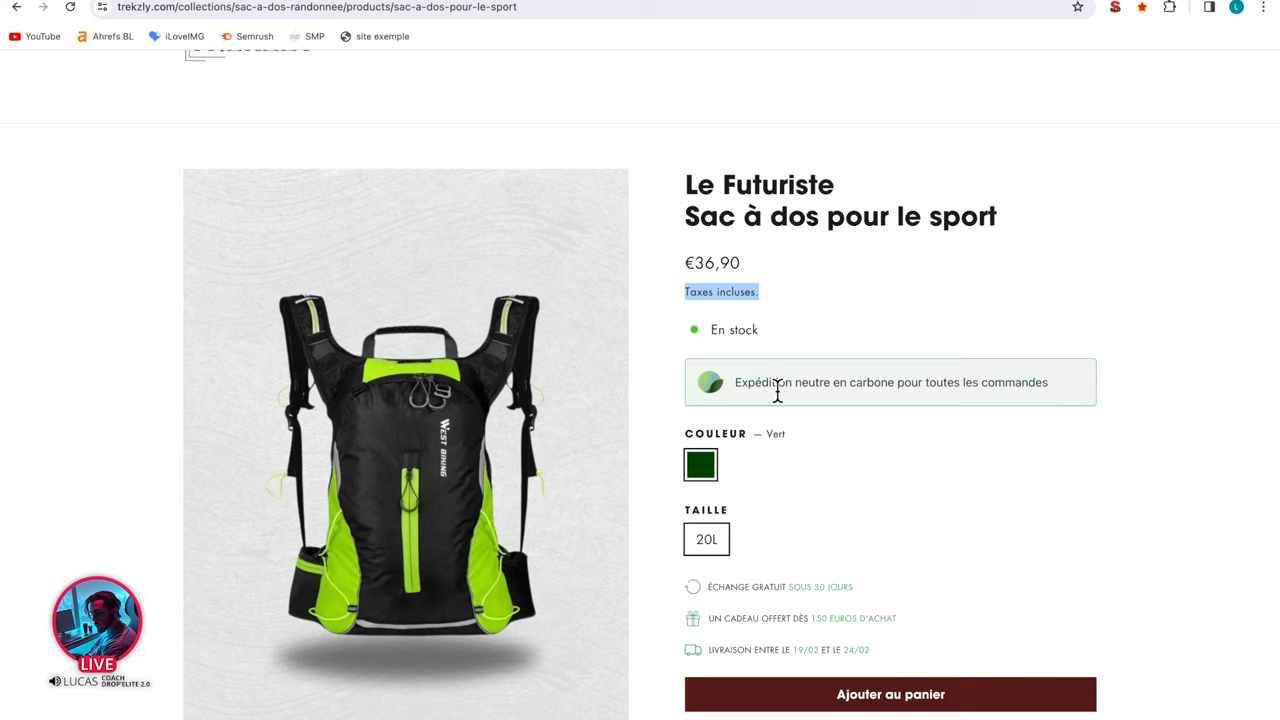 trekzly.com/collections/sac-a-dos-randonnee/products/sac-a-dos-pour-le-sport
L
YouTube
Ahrefs BL
iLoveIMG
Semrush
SMP
site exemple
Le Futuriste
Sac à dos pour le sport
€36,90
Taxes incluses.
En stock
Expédition neutre en carbone pour toutes les commandes
COULEUR — Vert
TAILLE
20L
ÉCHANGE GRATUIT SOUS 30 JOURS
UN CADEAU OFFERT DÈS 150 EUROS D'ACHAT
LIVRAISON ENTRE LE 19/02 ET LE 24/02
Ajouter au panier
WEST BIKING
LIVE
LUCAS COACH DROP'ELITE 2.0